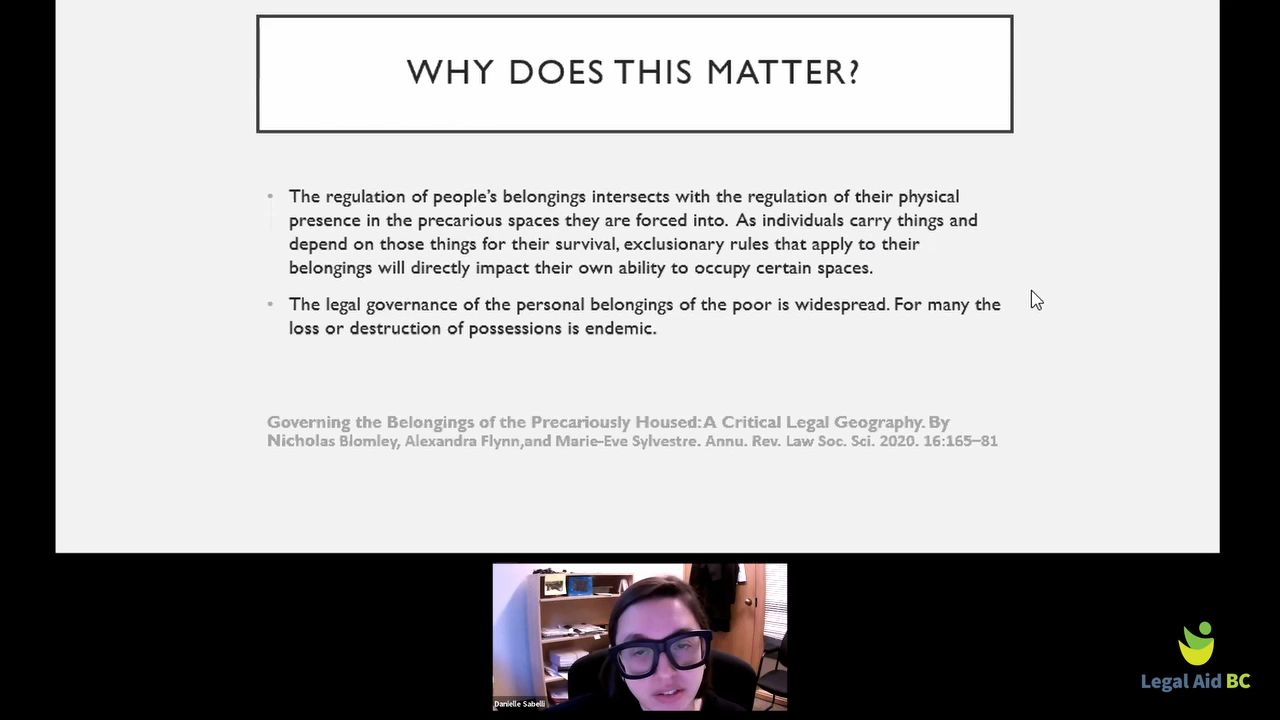 WHY DOES THIS MATTER?
• The regulation of people's belongings intersects with the regulation of their physical
presence in the precarious spaces they are forced into. As individuals carry things and
depend on those things for their survival, exclusionary rules that apply to their
belongings will directly impact their own ability to occupy certain spaces.
• The legal governance of the personal belongings of the poor is widespread. For many the
loss or destruction of possessions is endemic.
Governing the Belongings of the Precariously Housed: A Critical Legal Geography. By
Nicholas Blomley, Alexandra Flynn,and Marie-Eve Sylvestre. Annu. Rev. Law Soc. Sci. 2020. 16:165–81
Danielle Sabelli
Legal Aid BC